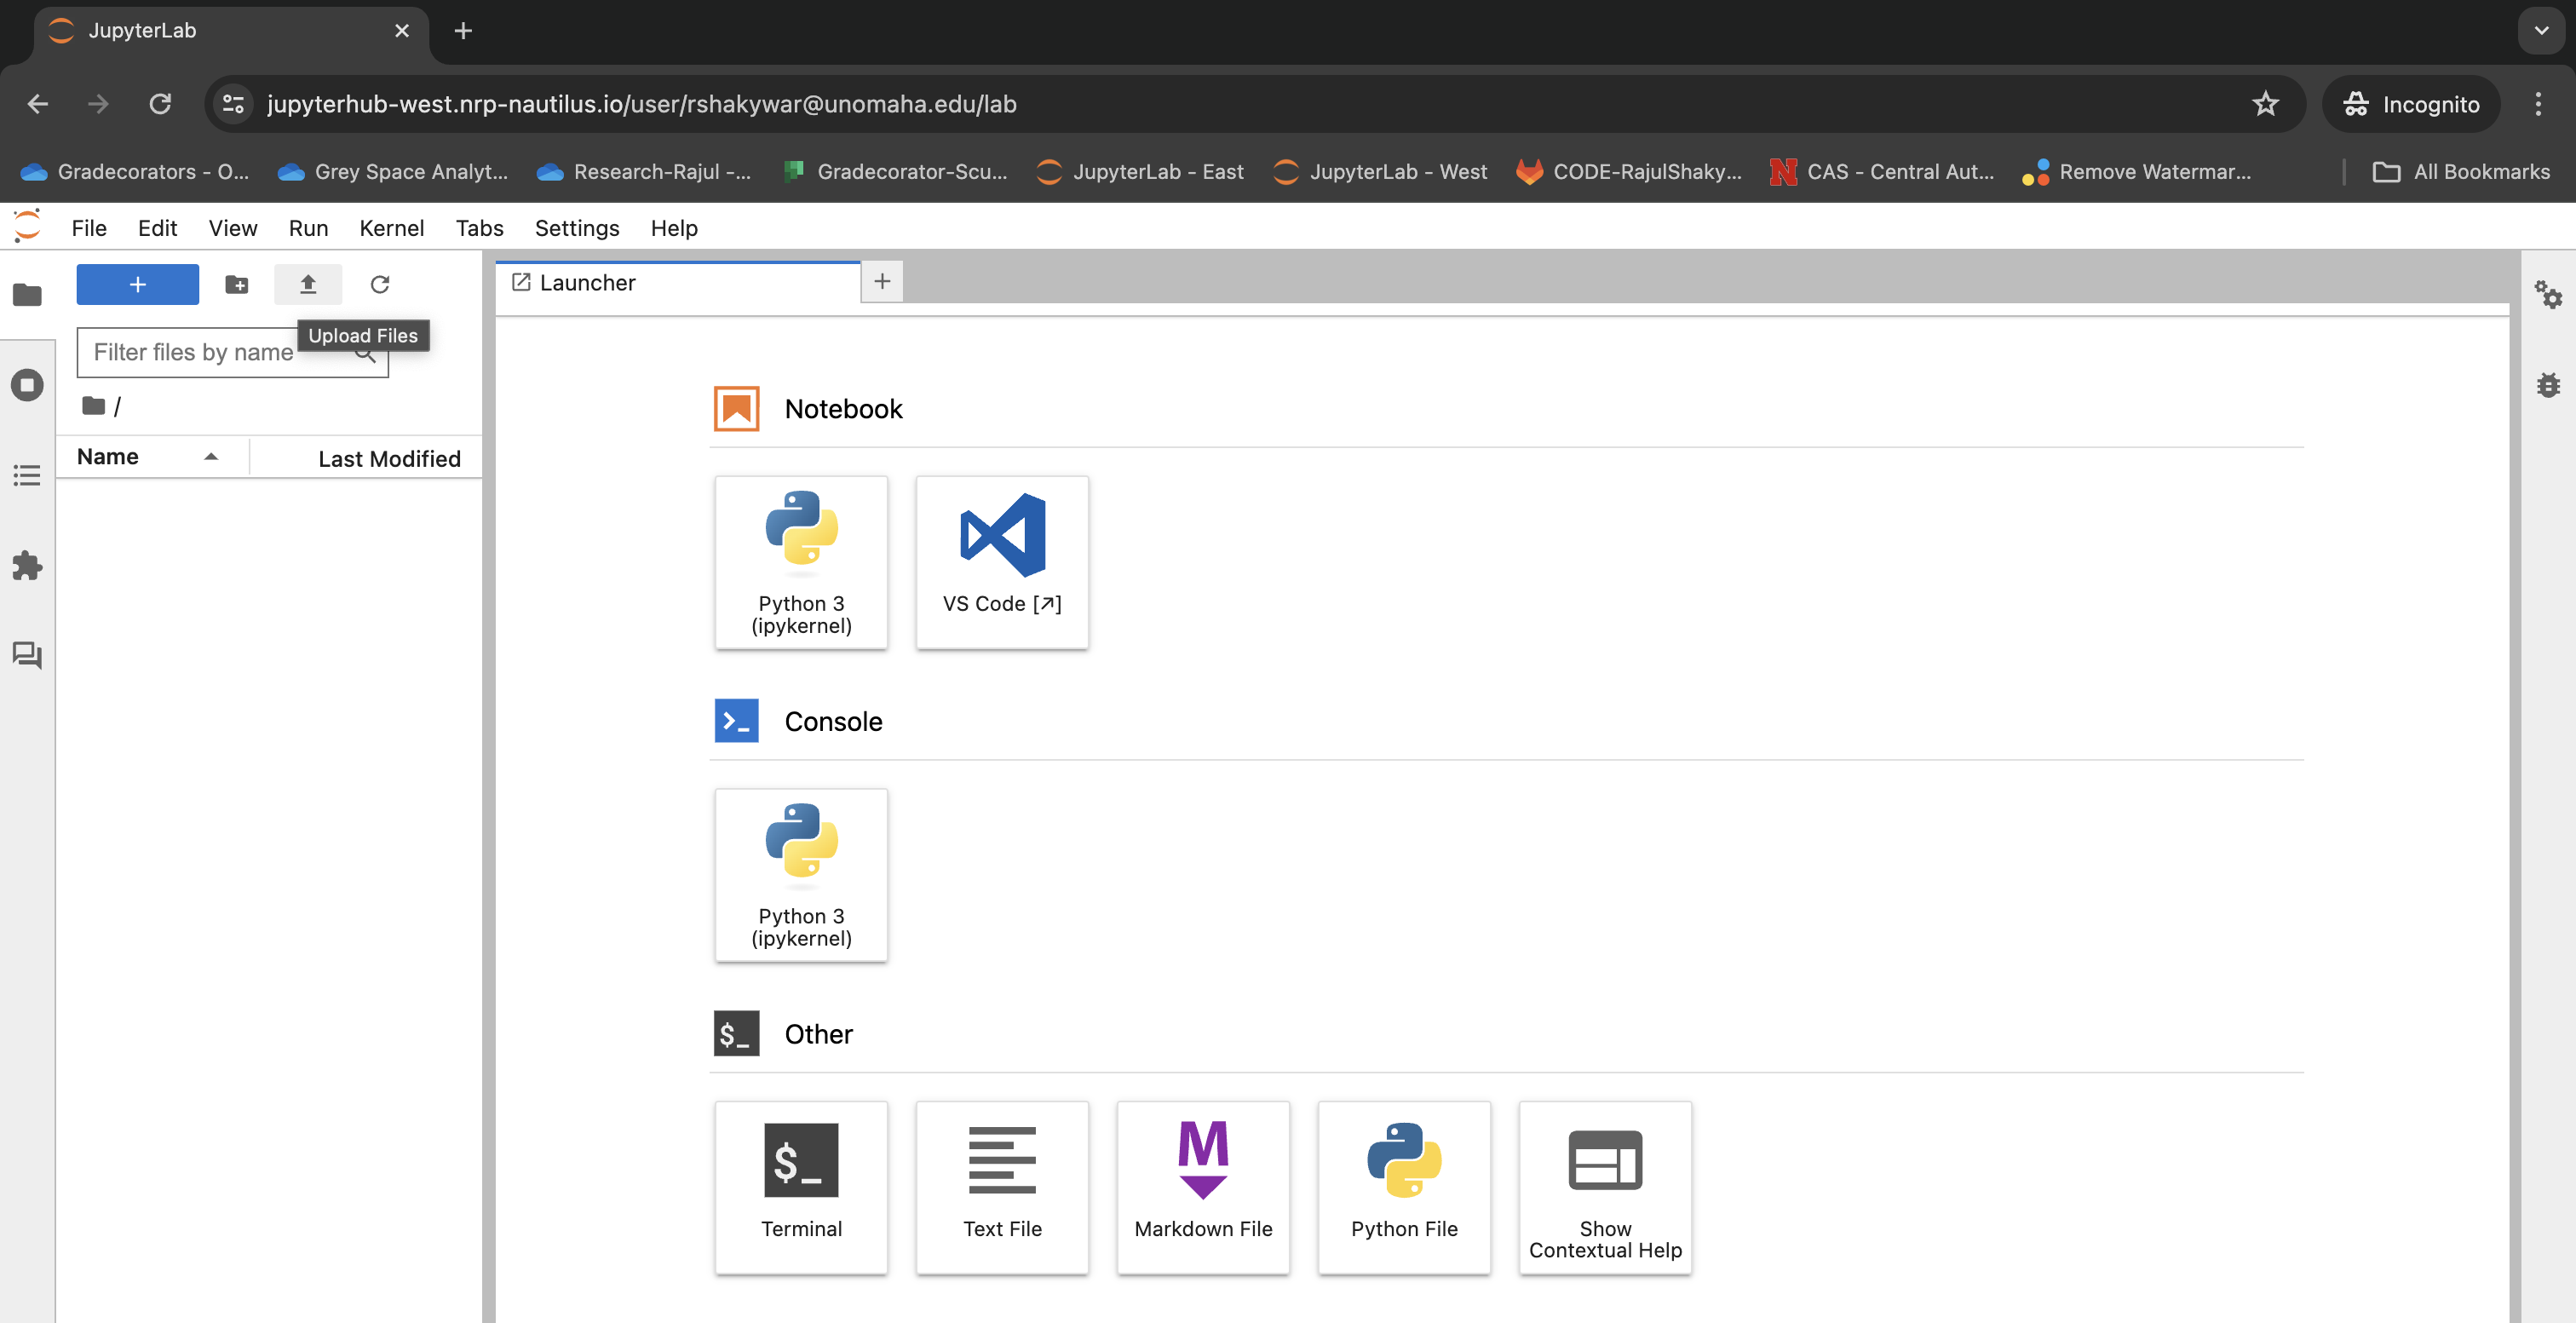 JupyterLab
jupyterhub-west.nrp-nautilus.io/user/rshakywar@unomaha.edu/lab
Incognito
Gradecorators - O...
Grey Space Analyt...
Research-Rajul -...
Gradecorator-Scu...
JupyterLab - East
JupyterLab - West
CODE-RajulShaky...
CAS - Central Aut...
Remove Watermar...
All Bookmarks
File Edit View Run Kernel Tabs Settings Help
Launcher
Upload Files
Filter files by name
/
Name
Last Modified
Notebook
Python 3
(ipykernel)
VS Code [↗]
Console
Python 3
(ipykernel)
$_ Other
$_
Terminal
Text File
M
Markdown File
Python File
Show
Contextual Help